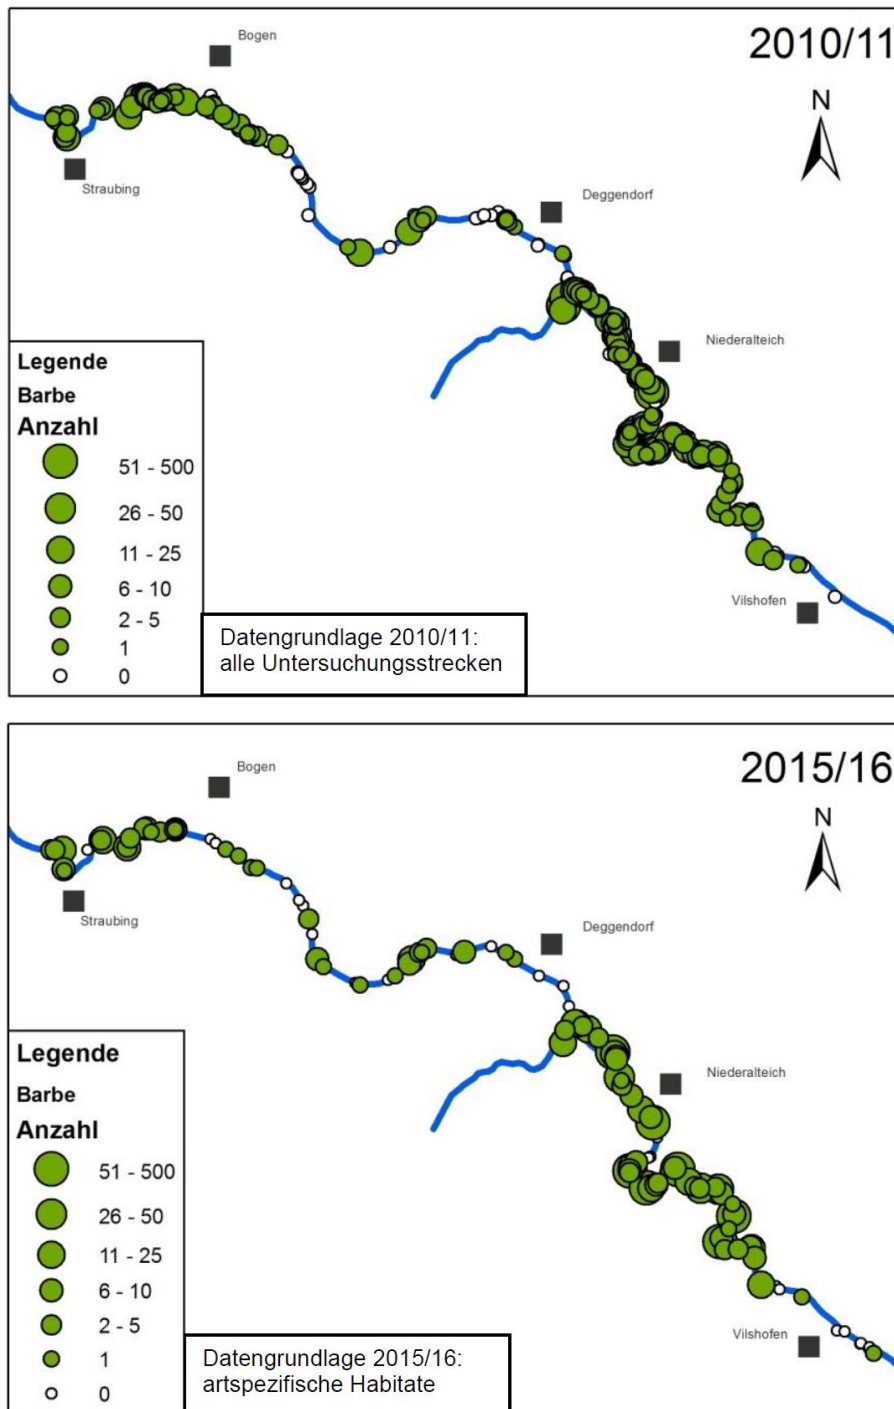 2010/11
Bogen
N
Straubing
Deggendorf
Niederalteich
Vilshofen
Legende
Barbe
Anzahl
51 - 500
26 - 50
11 - 25
6 - 10
2 - 5
1
0
Datengrundlage 2010/11:
alle Untersuchungsstrecken
2015/16
Bogen
N
Straubing
Deggendorf
Niederalteich
Vilshofen
Legende
Barbe
Anzahl
51 - 500
26 - 50
11 - 25
6 - 10
2 - 5
1
0
Datengrundlage 2015/16:
artspezifische Habitate